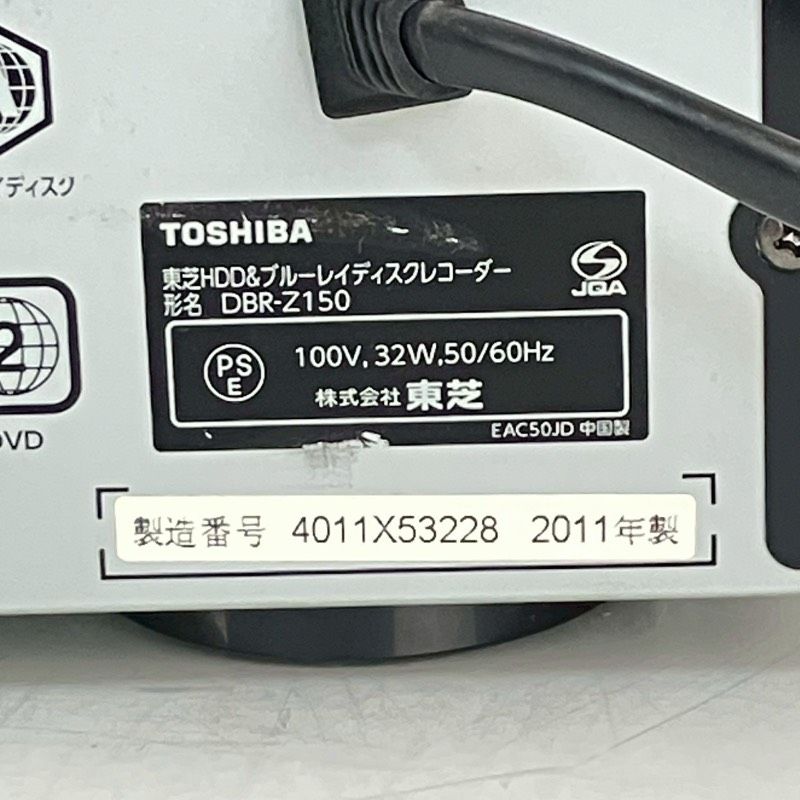 ィディスク
2
DVD
TOSHIBA
東芝HDD&ブルーレイディスクレコーダー
形名 DBR-Z150
JQA
PS
E
100V, 32W, 50/60Hz
株式会社 東芝
EAC50JD 中国製
製造番号 4011X53228 2011年製